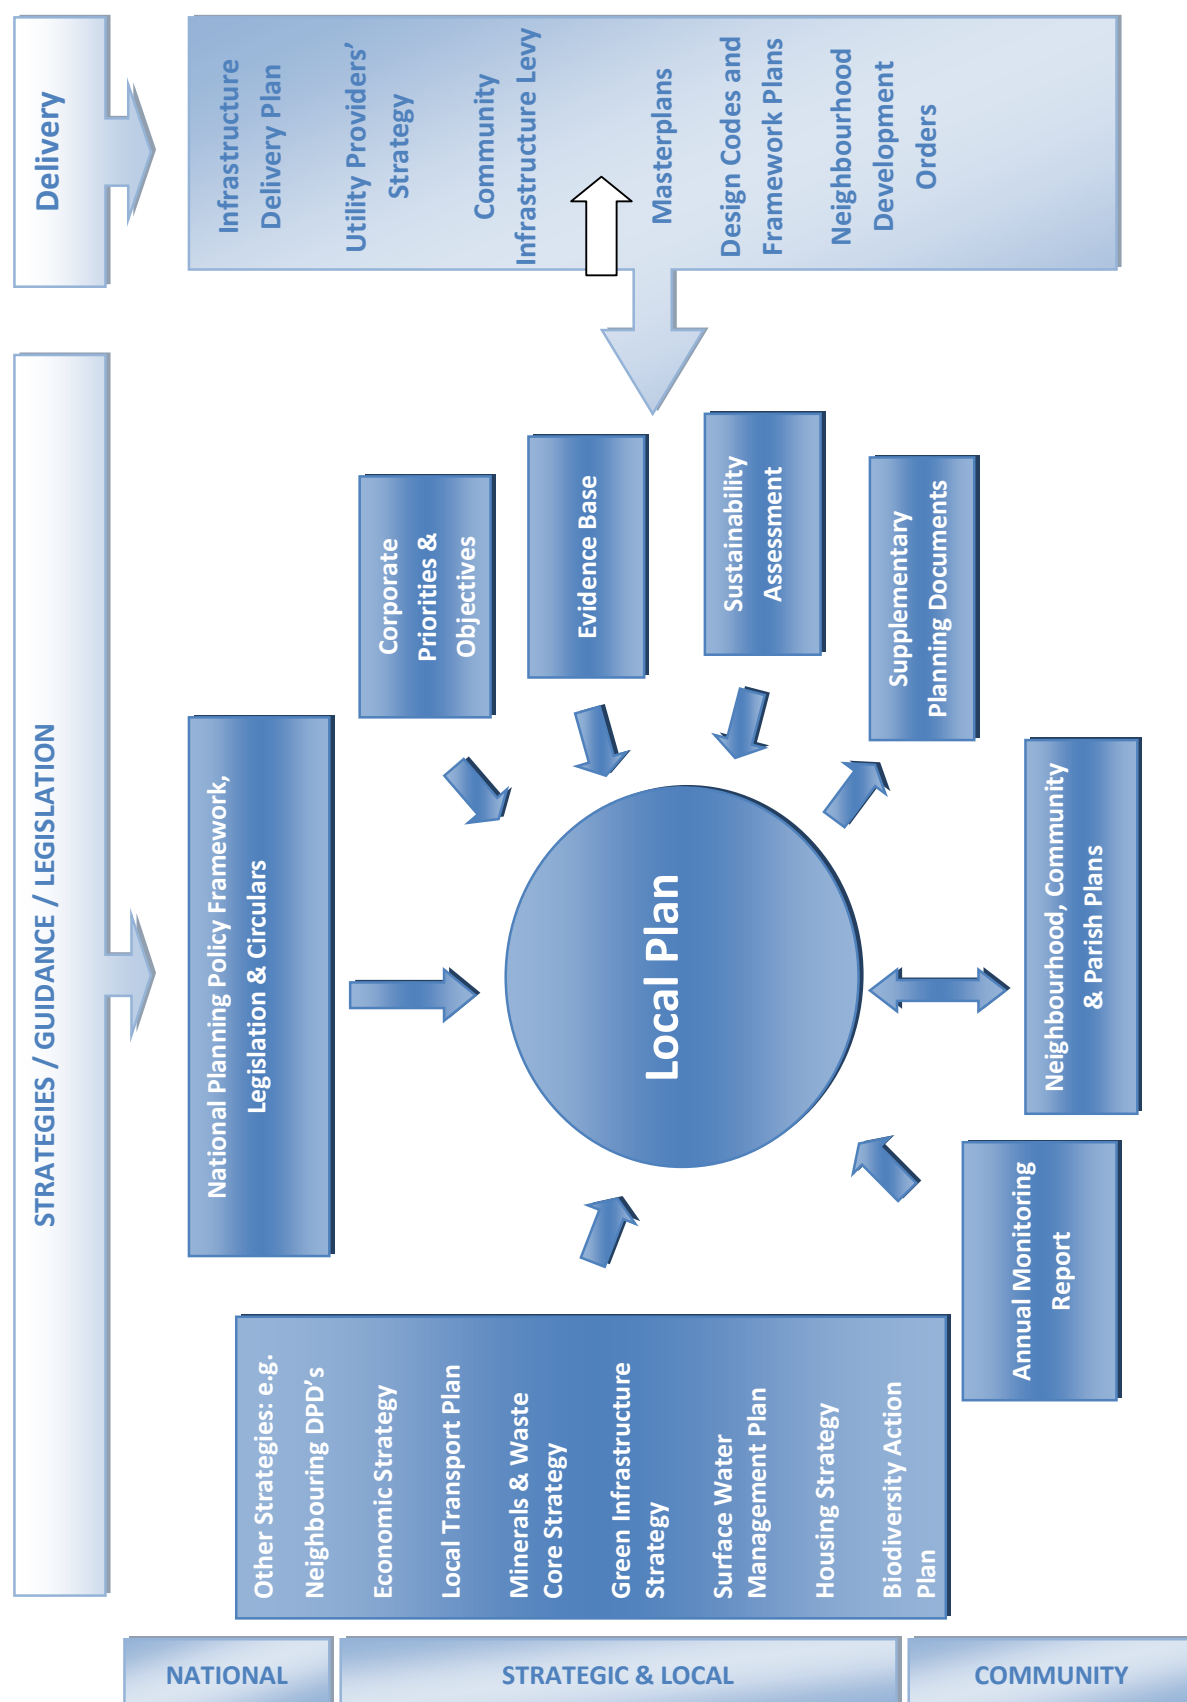 STRATEGIES / GUIDANCE / LEGISLATION
Delivery
NATIONAL
STRATEGIC & LOCAL
COMMUNITY
National Planning Policy Framework,
Legislation & Circulars
Other Strategies: e.g.
Neighbouring DPD’s
Economic Strategy
Local Transport Plan
Minerals & Waste
Core Strategy
Green Infrastructure
Strategy
Surface Water
Management Plan
Housing Strategy
Biodiversity Action
Plan
Local Plan
Corporate
Priorities &
Objectives
Evidence Base
Sustainability
Assessment
Supplementary
Planning Documents
Neighbourhood, Community
& Parish Plans
Annual Monitoring
Report
Infrastructure
Delivery Plan
Utility Providers’
Strategy
Community
Infrastructure Levy
Masterplans
Design Codes and
Framework Plans
Neighbourhood
Development
Orders